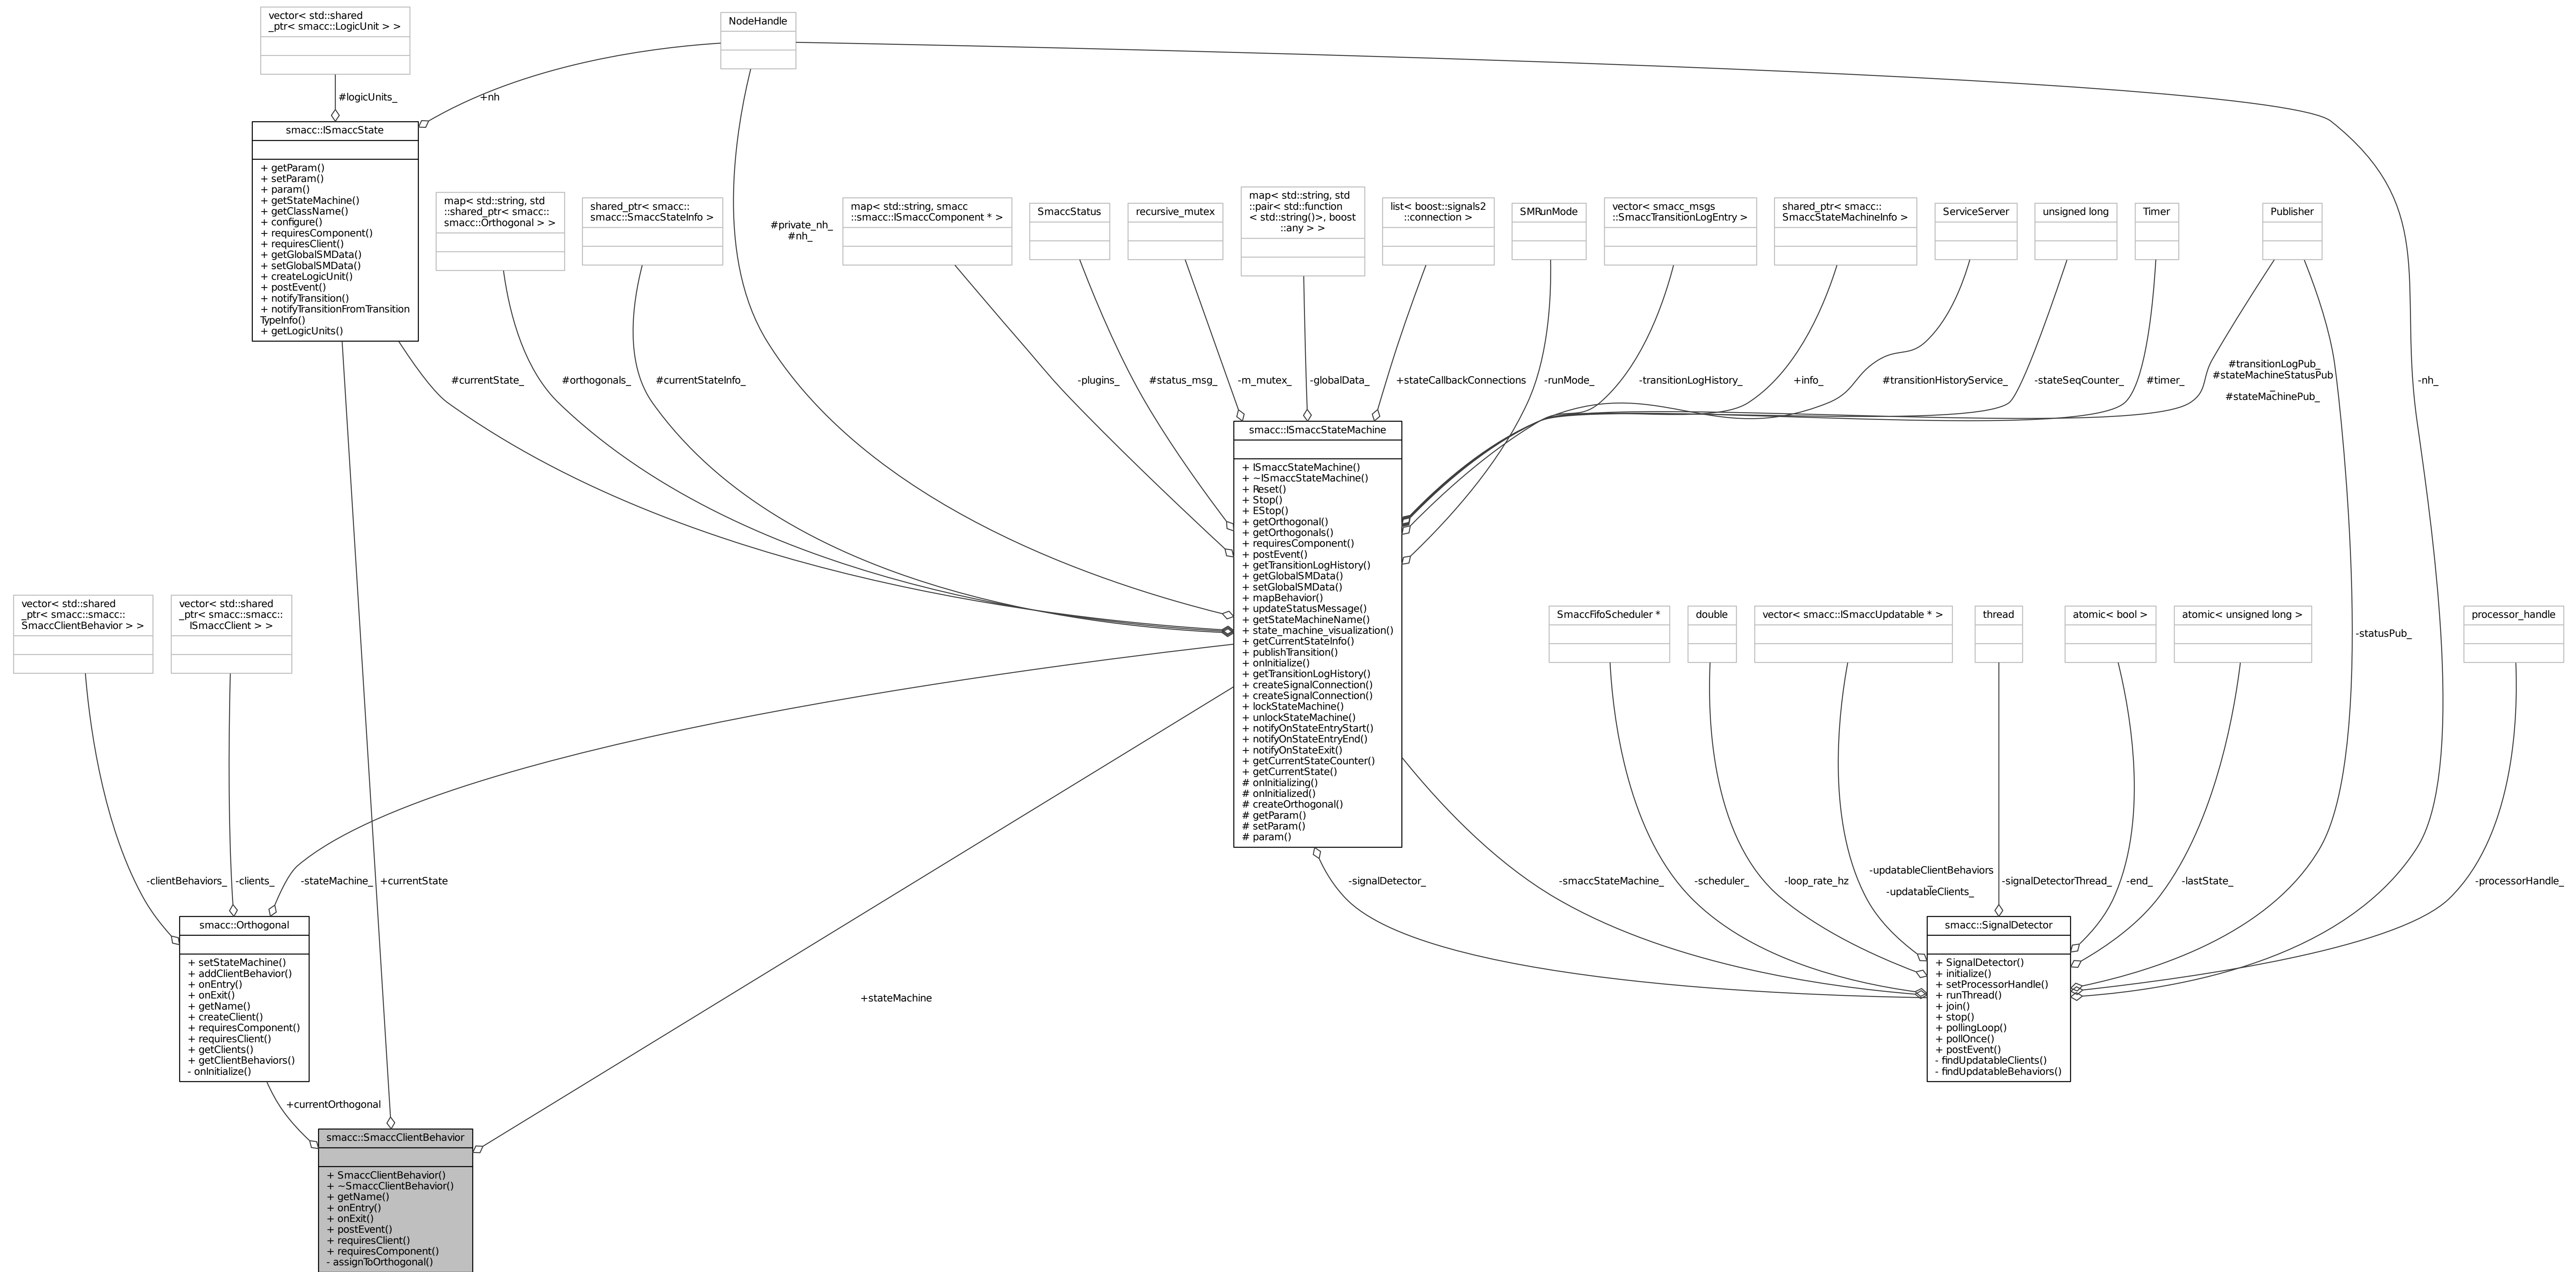 vector< std::shared
_ptr< smacc::LogicUnit > >
NodeHandle
#logicUnits_
+nh
smacc::ISmaccState
+ getParam()
+ setParam()
+ param()
+ getStateMachine()
+ getClassName()
+ configure()
+ requiresComponent()
+ requiresClient()
+ getGlobalSMData()
+ setGlobalSMData()
+ createLogicUnit()
+ postEvent()
+ notifyTransition()
+ notifyTransitionFromTransition
TypeInfo()
+ getLogicUnits()
map< std::string, std
::shared_ptr< smacc::
smacc::Orthogonal > >
shared_ptr< smacc::
smacc::SmaccStateInfo >
#private_nh_
#nh_
map< std::string, smacc
::smacc::ISmaccComponent * >
SmaccStatus
recursive_mutex
map< std::string, std
::pair< std::function
< std::string()>, boost
::any > >
list< boost::signals2
::connection >
SMRunMode
vector< smacc_msgs
::SmaccTransitionLogEntry >
shared_ptr< smacc::
SmaccStateMachineInfo >
ServiceServer
unsigned long
Timer
Publisher
#currentState_
#orthogonals_
#currentStateInfo_
-plugins_
#status_msg_
-m_mutex_
-globalData_
+stateCallbackConnections
-runMode_
-transitionLogHistory_
+info_
#transitionHistoryService_
-stateSeqCounter_
#timer_
#transitionLogPub_
#stateMachineStatusPub
_
#stateMachinePub_
-nh_
smacc::ISmaccStateMachine
+ ISmaccStateMachine()
+ ~ISmaccStateMachine()
+ Reset()
+ Stop()
+ EStop()
+ getOrthogonal()
+ getOrthogonals()
+ requiresComponent()
+ postEvent()
+ getTransitionLogHistory()
+ getGlobalSMData()
+ setGlobalSMData()
+ mapBehavior()
+ updateStatusMessage()
+ getStateMachineName()
+ state_machine_visualization()
+ getCurrentStateInfo()
+ publishTransition()
+ onInitialize()
+ getTransitionLogHistory()
+ createSignalConnection()
+ createSignalConnection()
+ lockStateMachine()
+ unlockStateMachine()
+ notifyOnStateEntryStart()
+ notifyOnStateEntryEnd()
+ notifyOnStateExit()
+ getCurrentStateCounter()
+ getCurrentState()
# onInitializing()
# onInitialized()
# createOrthogonal()
# getParam()
# setParam()
# param()
vector< std::shared
_ptr< smacc::smacc::
SmaccClientBehavior > >
vector< std::shared
_ptr< smacc::smacc::
ISmaccClient > >
SmaccFifoScheduler *
double
vector< smacc::ISmaccUpdatable * >
thread
atomic< bool >
atomic< unsigned long >
-statusPub_
processor_handle
-clientBehaviors_
-clients_
-stateMachine_
+currentState
-signalDetector_
-smaccStateMachine_
-scheduler_
-loop_rate_hz
-updatableClientBehaviors
_
-updatableClients_
-signalDetectorThread_
-end_
-lastState_
-processorHandle_
smacc::Orthogonal
+ setStateMachine()
+ addClientBehavior()
+ onEntry()
+ onExit()
+ getName()
+ createClient()
+ requiresComponent()
+ requiresClient()
+ getClients()
+ getClientBehaviors()
- onInitialize()
+stateMachine
smacc::SignalDetector
+ SignalDetector()
+ initialize()
+ setProcessorHandle()
+ runThread()
+ join()
+ stop()
+ pollingLoop()
+ pollOnce()
+ postEvent()
- findUpdatableClients()
- findUpdatableBehaviors()
+currentOrthogonal
smacc::SmaccClientBehavior
+ SmaccClientBehavior()
+ ~SmaccClientBehavior()
+ getName()
+ onEntry()
+ onExit()
+ postEvent()
+ requiresClient()
+ requiresComponent()
- assignToOrthogonal()